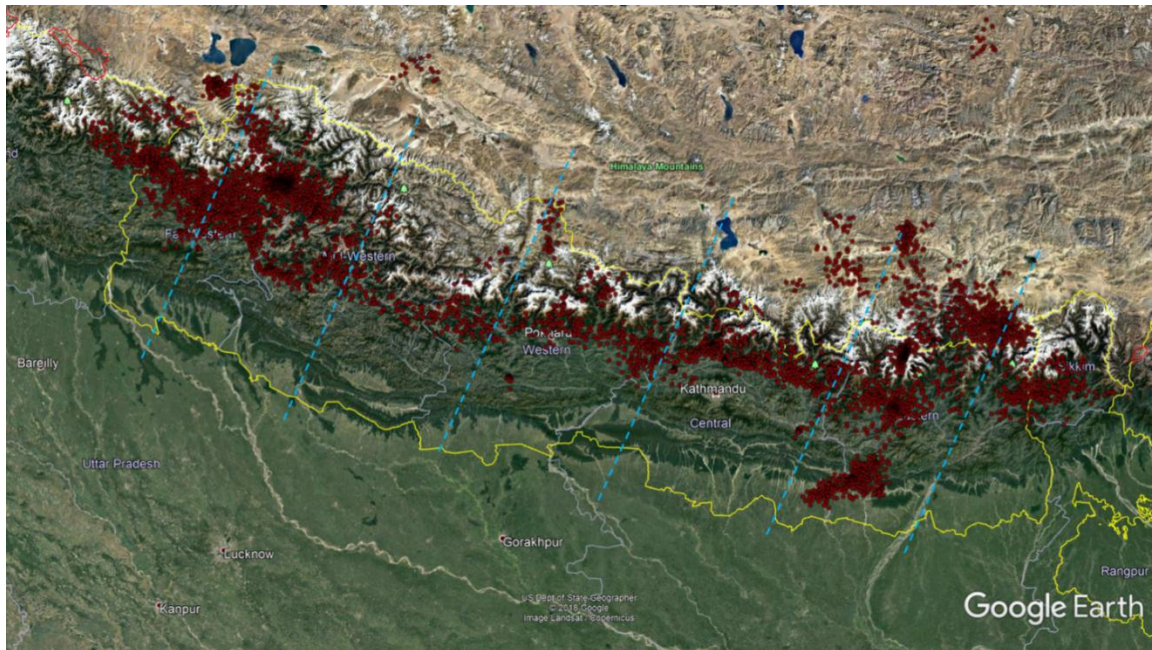 Himalaya Mountains
Bareilly
Western
Kathmandu
Central
Uttar Pradesh
Lucknow
Gorakhpur
Kanpur
Rangpur
US Dept of State Geographer
© 2018 Google
Image Landsat / Copernicus
Google Earth